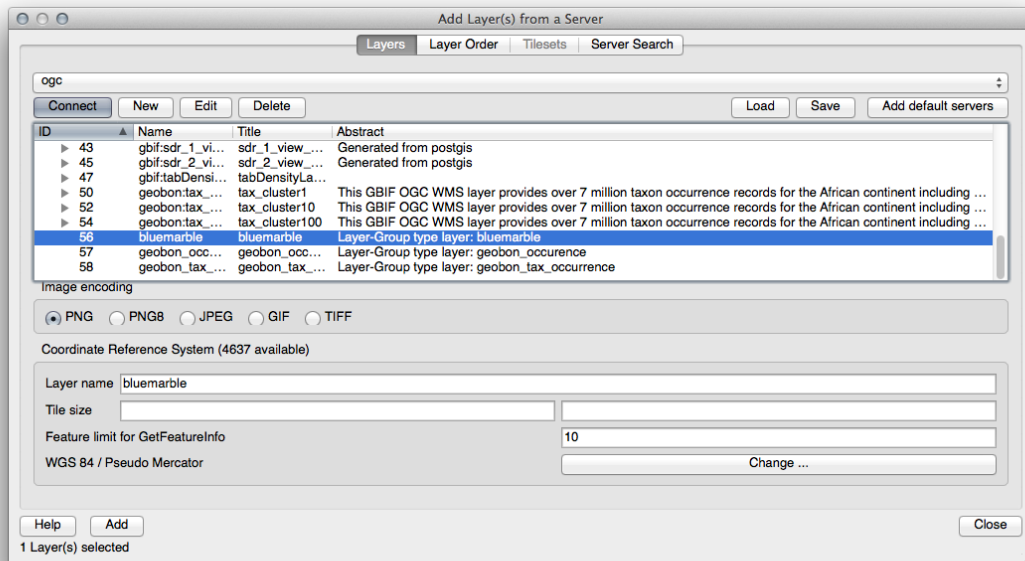 Add Layer(s) from a Server
Layers Layer Order Tilesets Server Search
ogc
Connect New Edit Delete Load Save Add default servers
ID Name Title Abstract
43 gbif:sdr_1_vi... sdr_1_view_... Generated from postgis
45 gbif:sdr_2_vi... sdr_2_view_... Generated from postgis
47 gbif:tabDensi... tabDensityLa...
50 geobon:tax_... tax_cluster1 This GBIF OGC WMS layer provides over 7 million taxon occurrence records for the African continent including ...
52 geobon:tax_... tax_cluster10 This GBIF OGC WMS layer provides over 7 million taxon occurrence records for the African continent including ...
54 geobon:tax_... tax_cluster100 This GBIF OGC WMS layer provides over 7 million taxon occurrence records for the African continent including ...
56 bluemarble bluemarble Layer-Group type layer: bluemarble
57 geobon_occ... geobon_occ... Layer-Group type layer: geobon_occurence
58 geobon_tax_... geobon_tax_... Layer-Group type layer: geobon_tax_occurrence
Image encoding
PNG PNG8 JPEG GIF TIFF
Coordinate Reference System (4637 available)
Layer name bluemarble
Tile size
Feature limit for GetFeatureInfo 10
WGS 84 / Pseudo Mercator Change ...
Help Add Close
1 Layer(s) selected